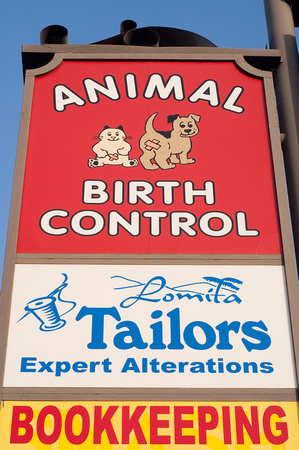 ANIMAL
BIRTH
CONTROL
Lomita
Tailors
Expert Alterations
BOOKKEEPING